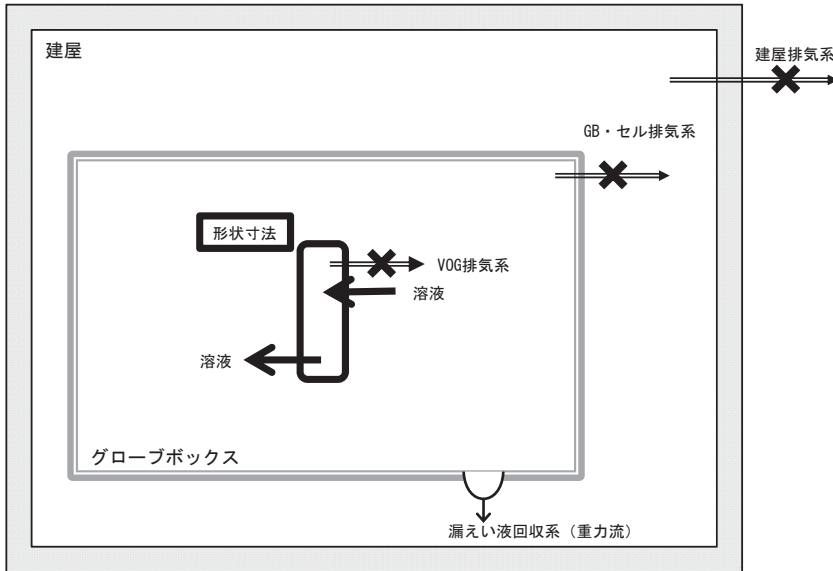 建屋
建屋排気系
GB・セル排気系
形状寸法
VOG排気系
溶液
溶液
グローブボックス
漏えい液回収系（重力流）